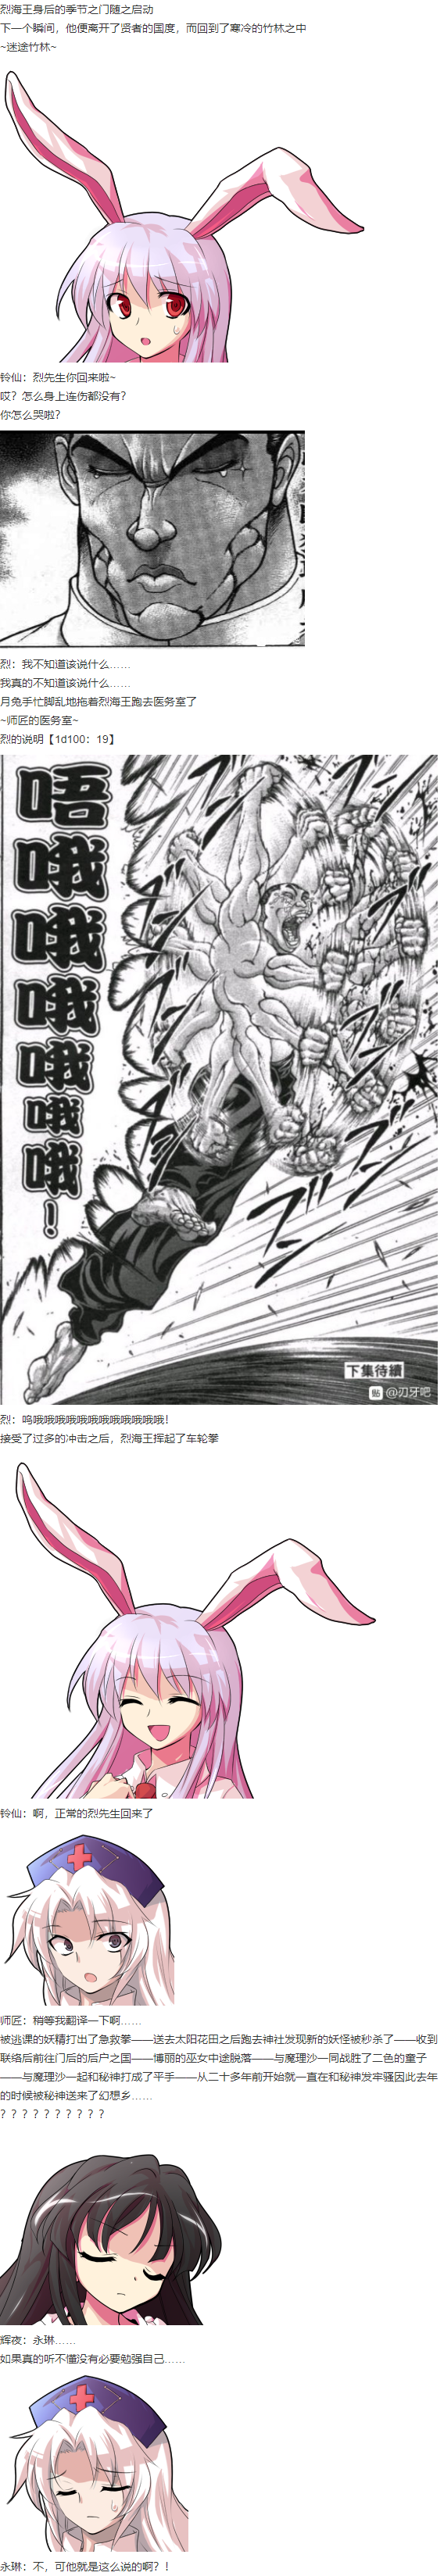 烈海王身后的季节之门随之启动
下一个瞬间，他便离开了贤者的国度，而回到了寒冷的竹林之中
~迷途竹林~
铃仙：烈先生你回来啦~
哎？怎么身上连伤都没有？
你怎么哭啦？
烈：我不知道该说什么……
我真的不知道该说什么……
月兔手忙脚乱地抱着烈海王跑去医务室了
~师匠的医务室~
烈的说明【1d100：19】
唔哦哦哦哦哦哦！
下集待續
貼 @刃牙吧
烈：呜哦哦哦哦哦哦哦哦哦哦哦哦！
接受了过多的冲击之后，烈海王挥起了车轮拳
铃仙：啊，正常的烈先生回来了
师匠：稍等我翻译一下啊……
被逃课的妖精打出了急救拳——送去太阳花田之后跑去神社发现新的妖怪被秒杀了——收到
联络后前往门后的后户之国——博丽的巫女中途脱落——与魔理沙一同战胜了二色的童子
——与魔理沙一起和秘神打成了平手——从二十多年前开始就一直在和秘神发牢骚因此去年
的时候被秘神送来了幻想乡……
？？？？？？？？？？
辉夜：永琳……
如果真的听不懂没有必要勉强自己……
永琳：不，可他就是这么说的啊？！